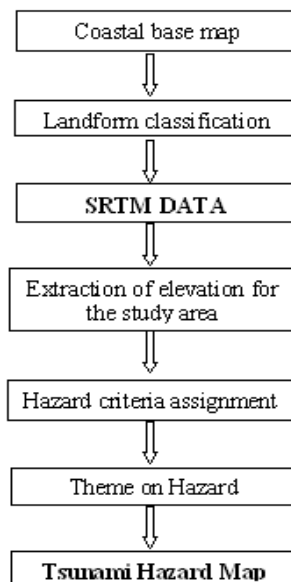 Coastal base map
Landform classification
SRTM DATA
Extraction of elevation for
the study area
Hazard criteria assignment
Theme on Hazard
Tsunami Hazard Map